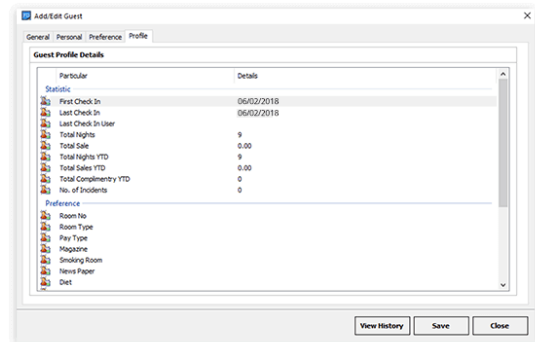 Add/Edit Guest
General Personal Preference Profile
Guest Profile Details
Particular Details
Statistic
First Check In 06/02/2018
Last Check In 06/02/2018
Last Check In User
Total Nights 9
Total Sale 0.00
Total Nights YTD 9
Total Sales YTD 0.00
Total Complimentry YTD 0
No. of Incidents 0
Preference
Room No
Room Type
Pay Type
Magazine
Smoking Room
News Paper
Diet
View History Save Close